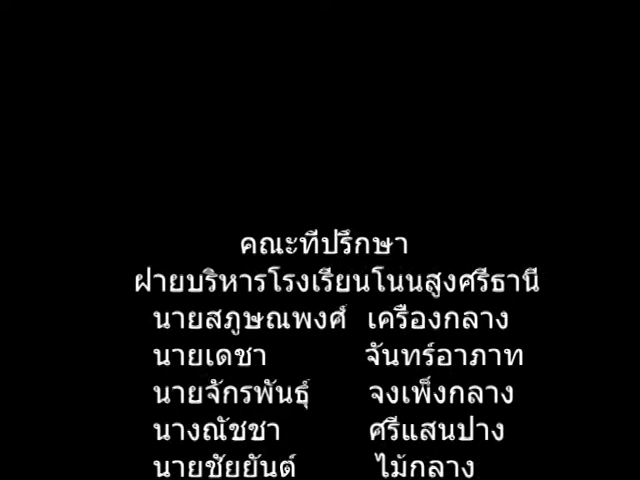 คณะที่ปรึกษา
ฝ่ายบริหารโรงเรียนโนนสูงศรีธานี
นายสภูษณพงศ์ เครือองกลาง
นายเดชา จันทร์อาภาท
นายจักรพันธุ์ จงเพ็งกลาง
นางณัชชา ศรีแสนปาง
นายชัยยันต์ ไม้กลาง